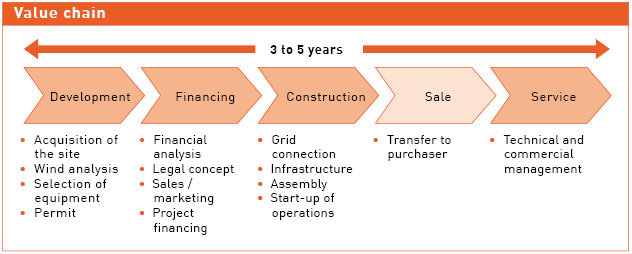 Value chain
3 to 5 years
Development
Financing
Construction
Sale
Service
• Acquisition of
the site
• Wind analysis
• Selection of
equipment
• Permit
• Financial
analysis
• Legal concept
• Sales /
marketing
• Project
financing
• Grid
connection
• Infrastructure
• Assembly
• Start-up of
operations
• Transfer to
purchaser
• Technical and
commercial
management